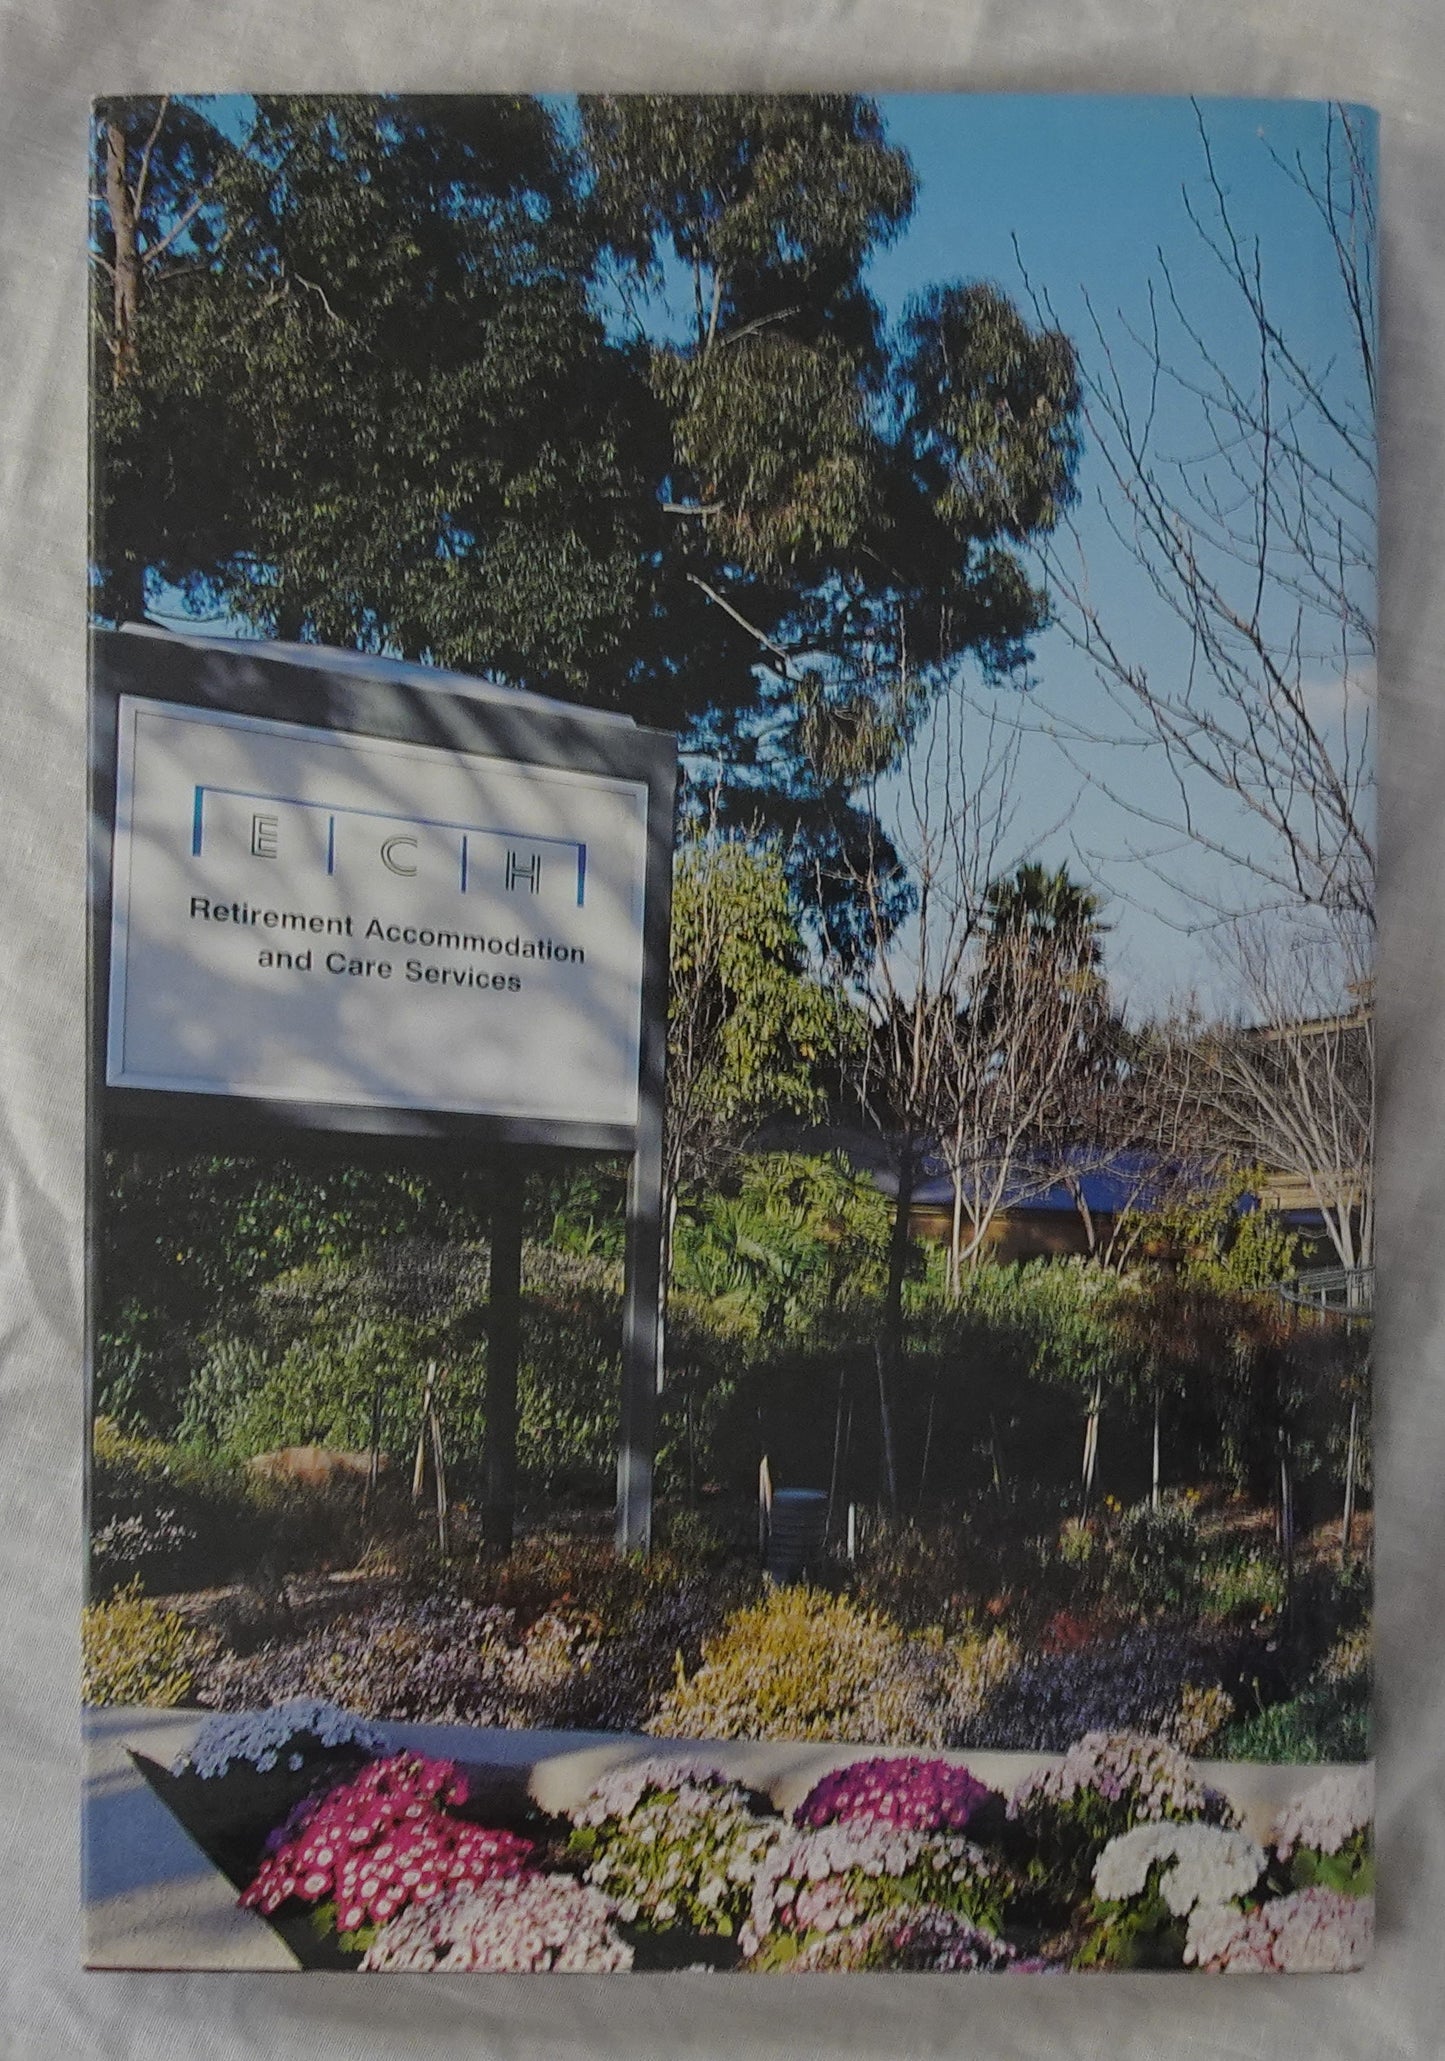 ECH
Retirement Accommodation
and Care Services